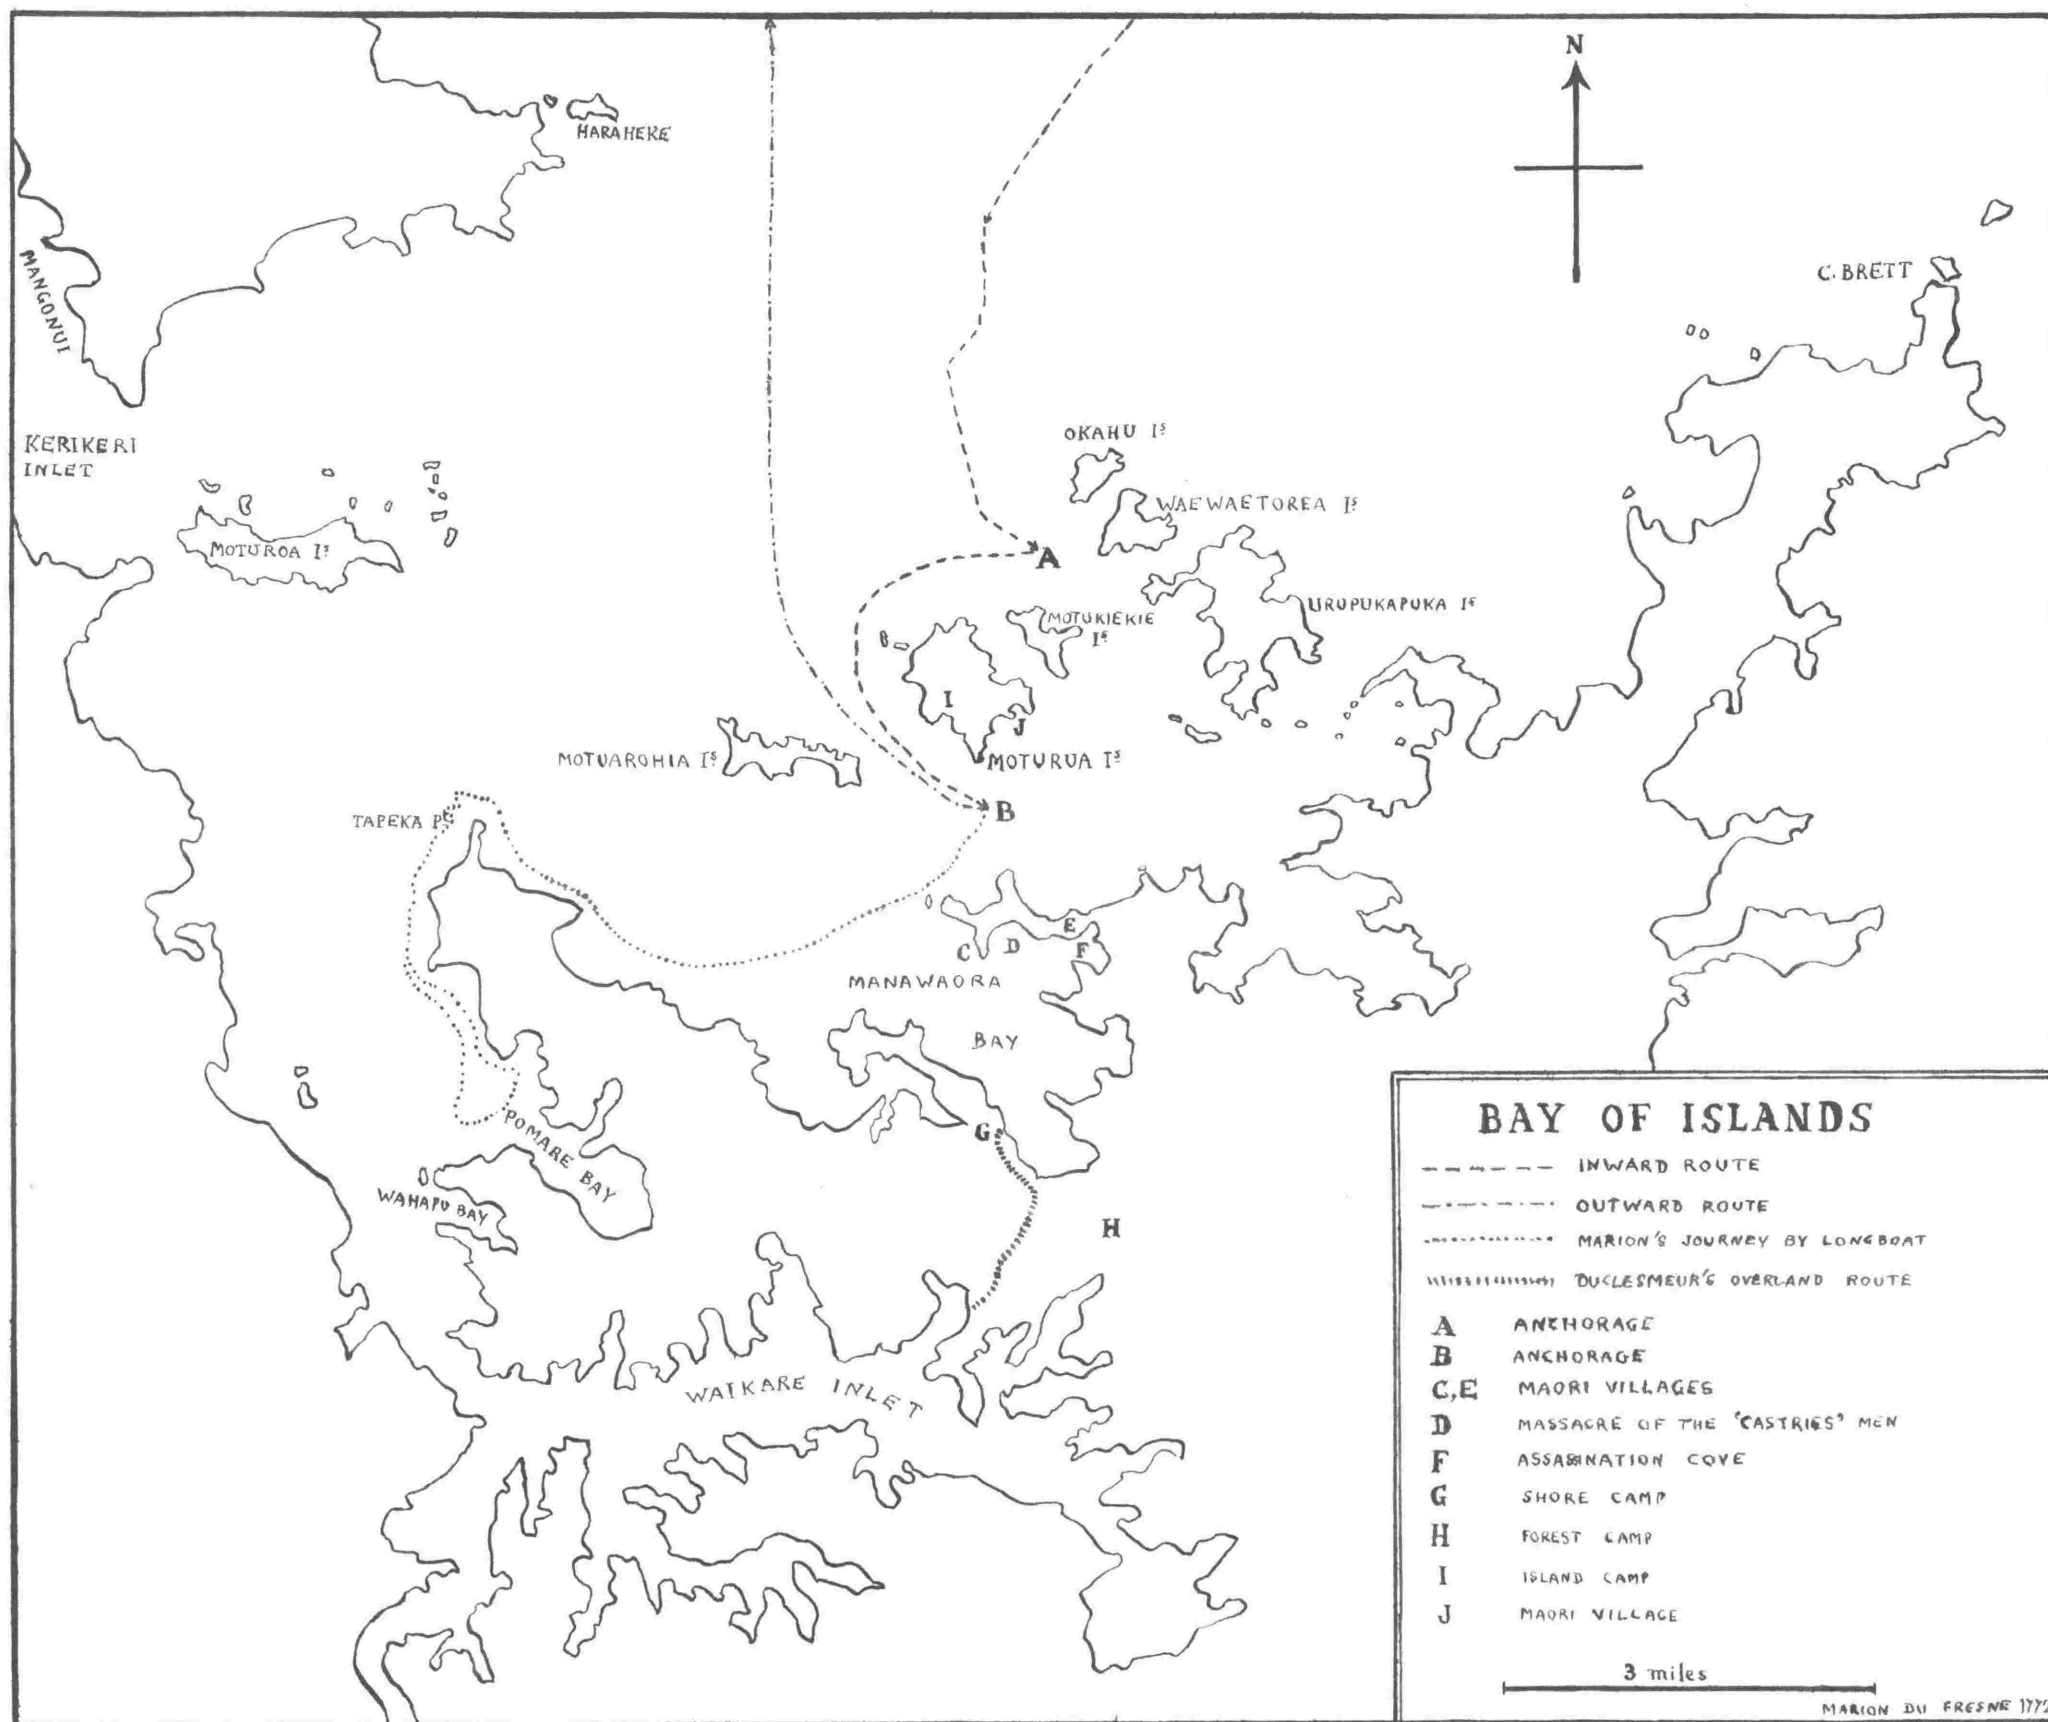 N
HARAHEKE
MANGONUI
C. BRETT
KERIKERI
INLET
OKAHU Iˢ
WAEWAETOREA Iˢ
MOTUROA Iˢ
A
URUPUKAPUKA Iˢ
MOTUKIEKIE
Iˢ
I
J
MOTUAROHIA Iˢ
MOTURUA Iˢ
B
TAPEKA Pᵗ
E
C
D
F
MANAWAORA
BAY
G
POMARE BAY
WAHAPU BAY
H
WAIKARE INLET
BAY OF ISLANDS
INWARD ROUTE
OUTWARD ROUTE
MARION'S JOURNEY BY LONGBOAT
DUCLESMEUR'S OVERLAND ROUTE
A ANCHORAGE
B ANCHORAGE
C,E MAORI VILLAGES
D MASSACRE OF THE 'CASTRIES' MEN
F ASSASINATION COVE
G SHORE CAMP
H FOREST CAMP
I ISLAND CAMP
J MAORI VILLAGE
3 miles
MARION DU FRESNE 1772